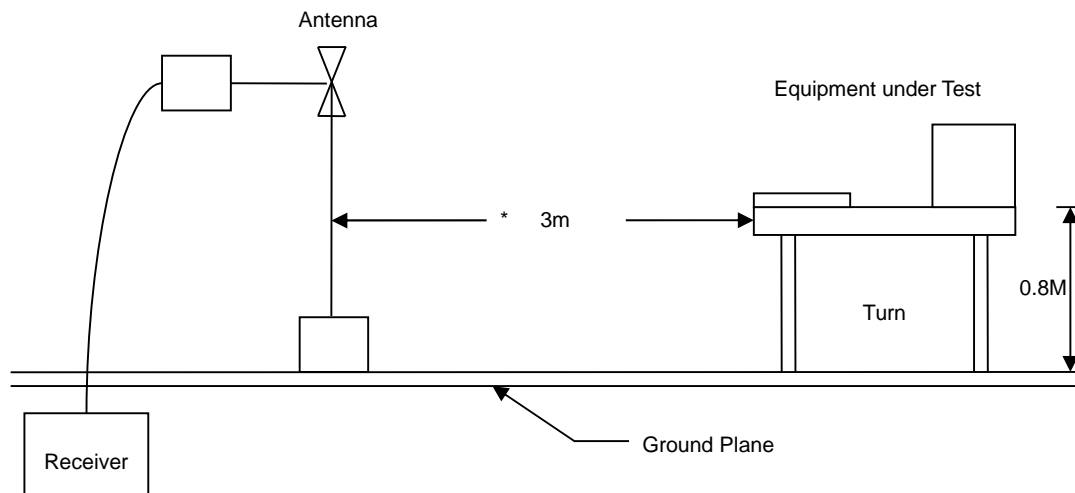 Antenna
Equipment under Test
* 3m
0.8M
Turn
Ground Plane
Receiver